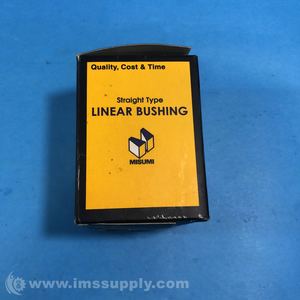 Quality, Cost & Time
Straight Type
LINEAR BUSHING
MISUMI
© www.imssupply.com